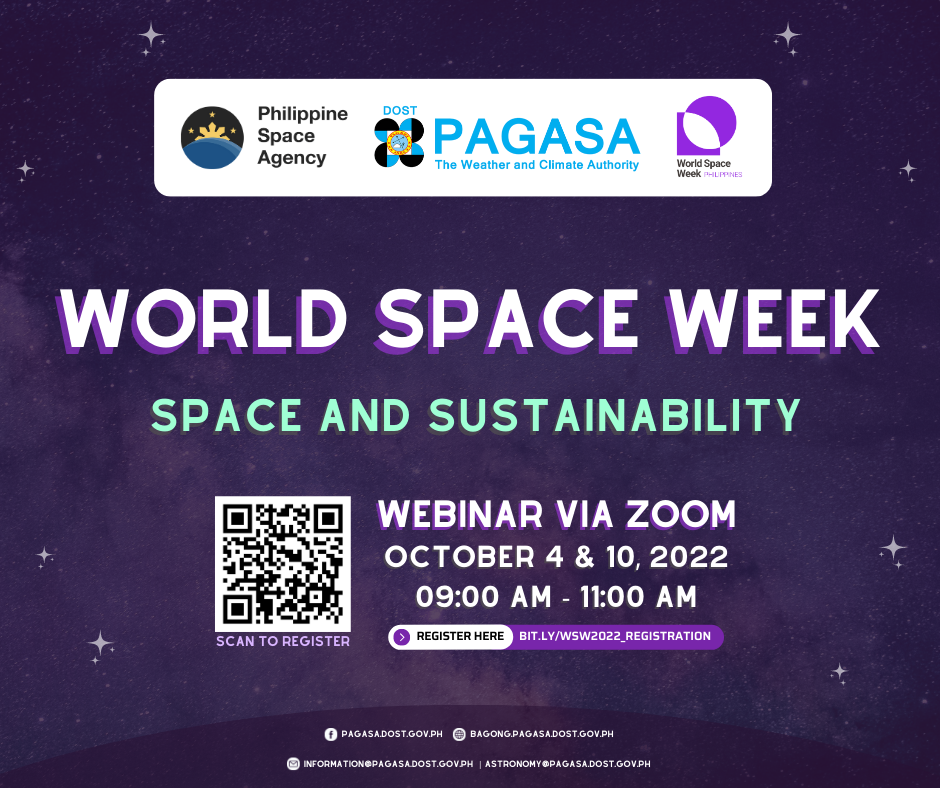 Philippine
Space
Agency
DOST
PAGASA
The Weather and Climate Authority
World Space
Week PHILIPPINES
WORLD SPACE WEEK
SPACE AND SUSTAINABILITY
WEBINAR VIA ZOOM
OCTOBER 4 & 10, 2022
09:00 AM - 11:00 AM
SCAN TO REGISTER
REGISTER HERE BIT.LY/WSW2022_REGISTRATION
PAGASA.DOST.GOV.PH BAGONG.PAGASA.DOST.GOV.PH
INFORMATION@PAGASA.DOST.GOV.PH | ASTRONOMY@PAGASA.DOST.GOV.PH